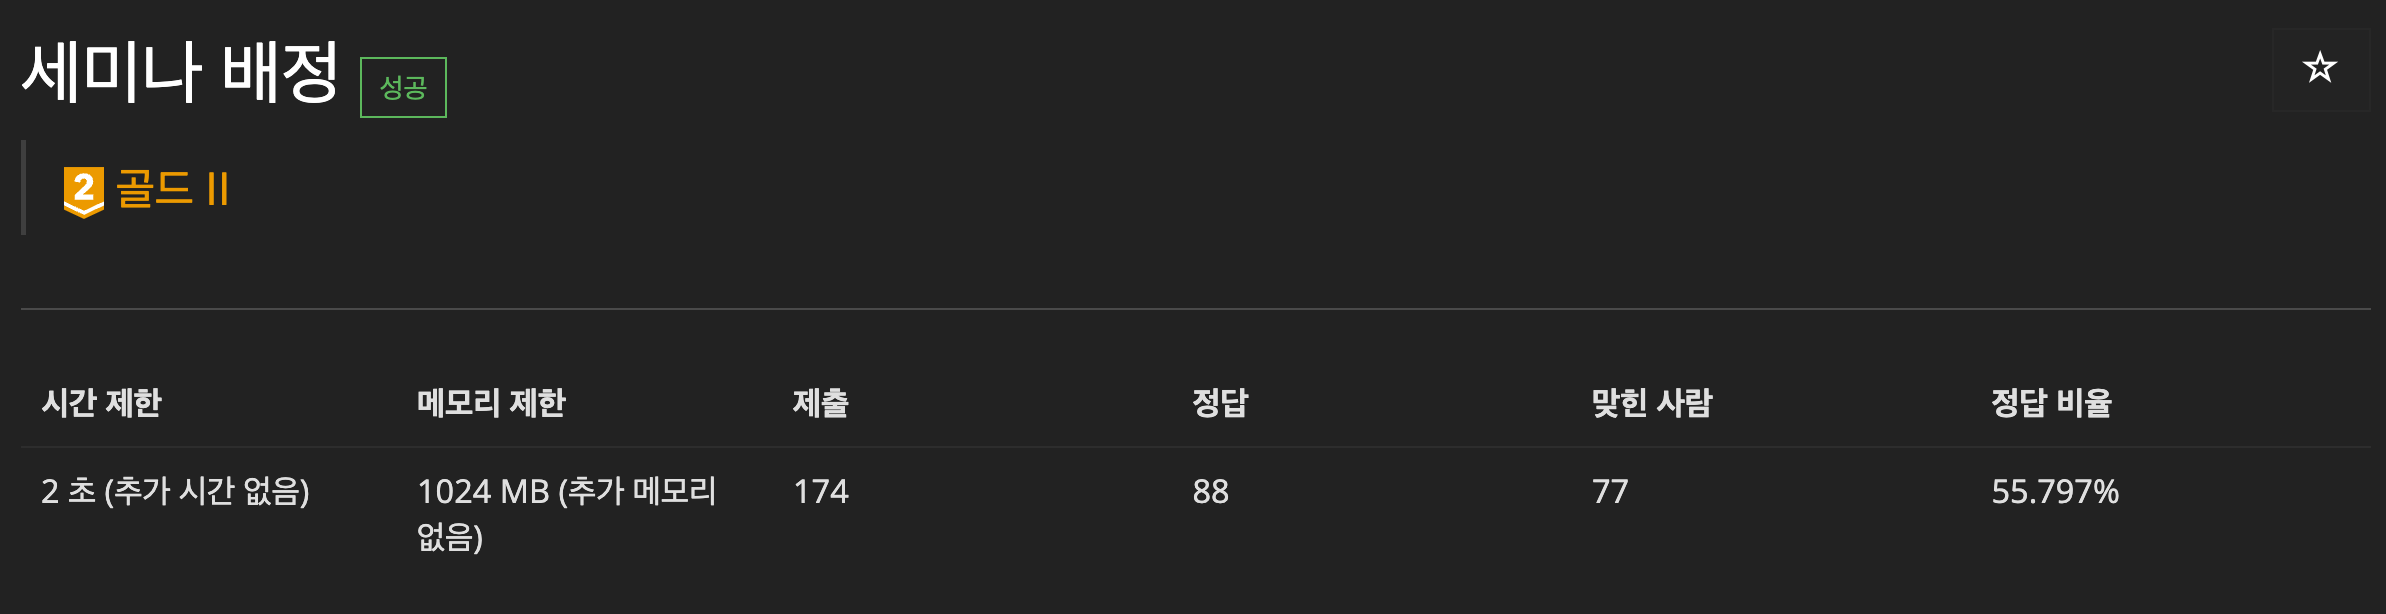 세미나 배정 성공
2 골드 II
시간 제한 메모리 제한 제출 정답 맞힌 사람 정답 비율
2 초 (추가 시간 없음) 1024 MB (추가 메모리 174 88 77 55.797%
없음)